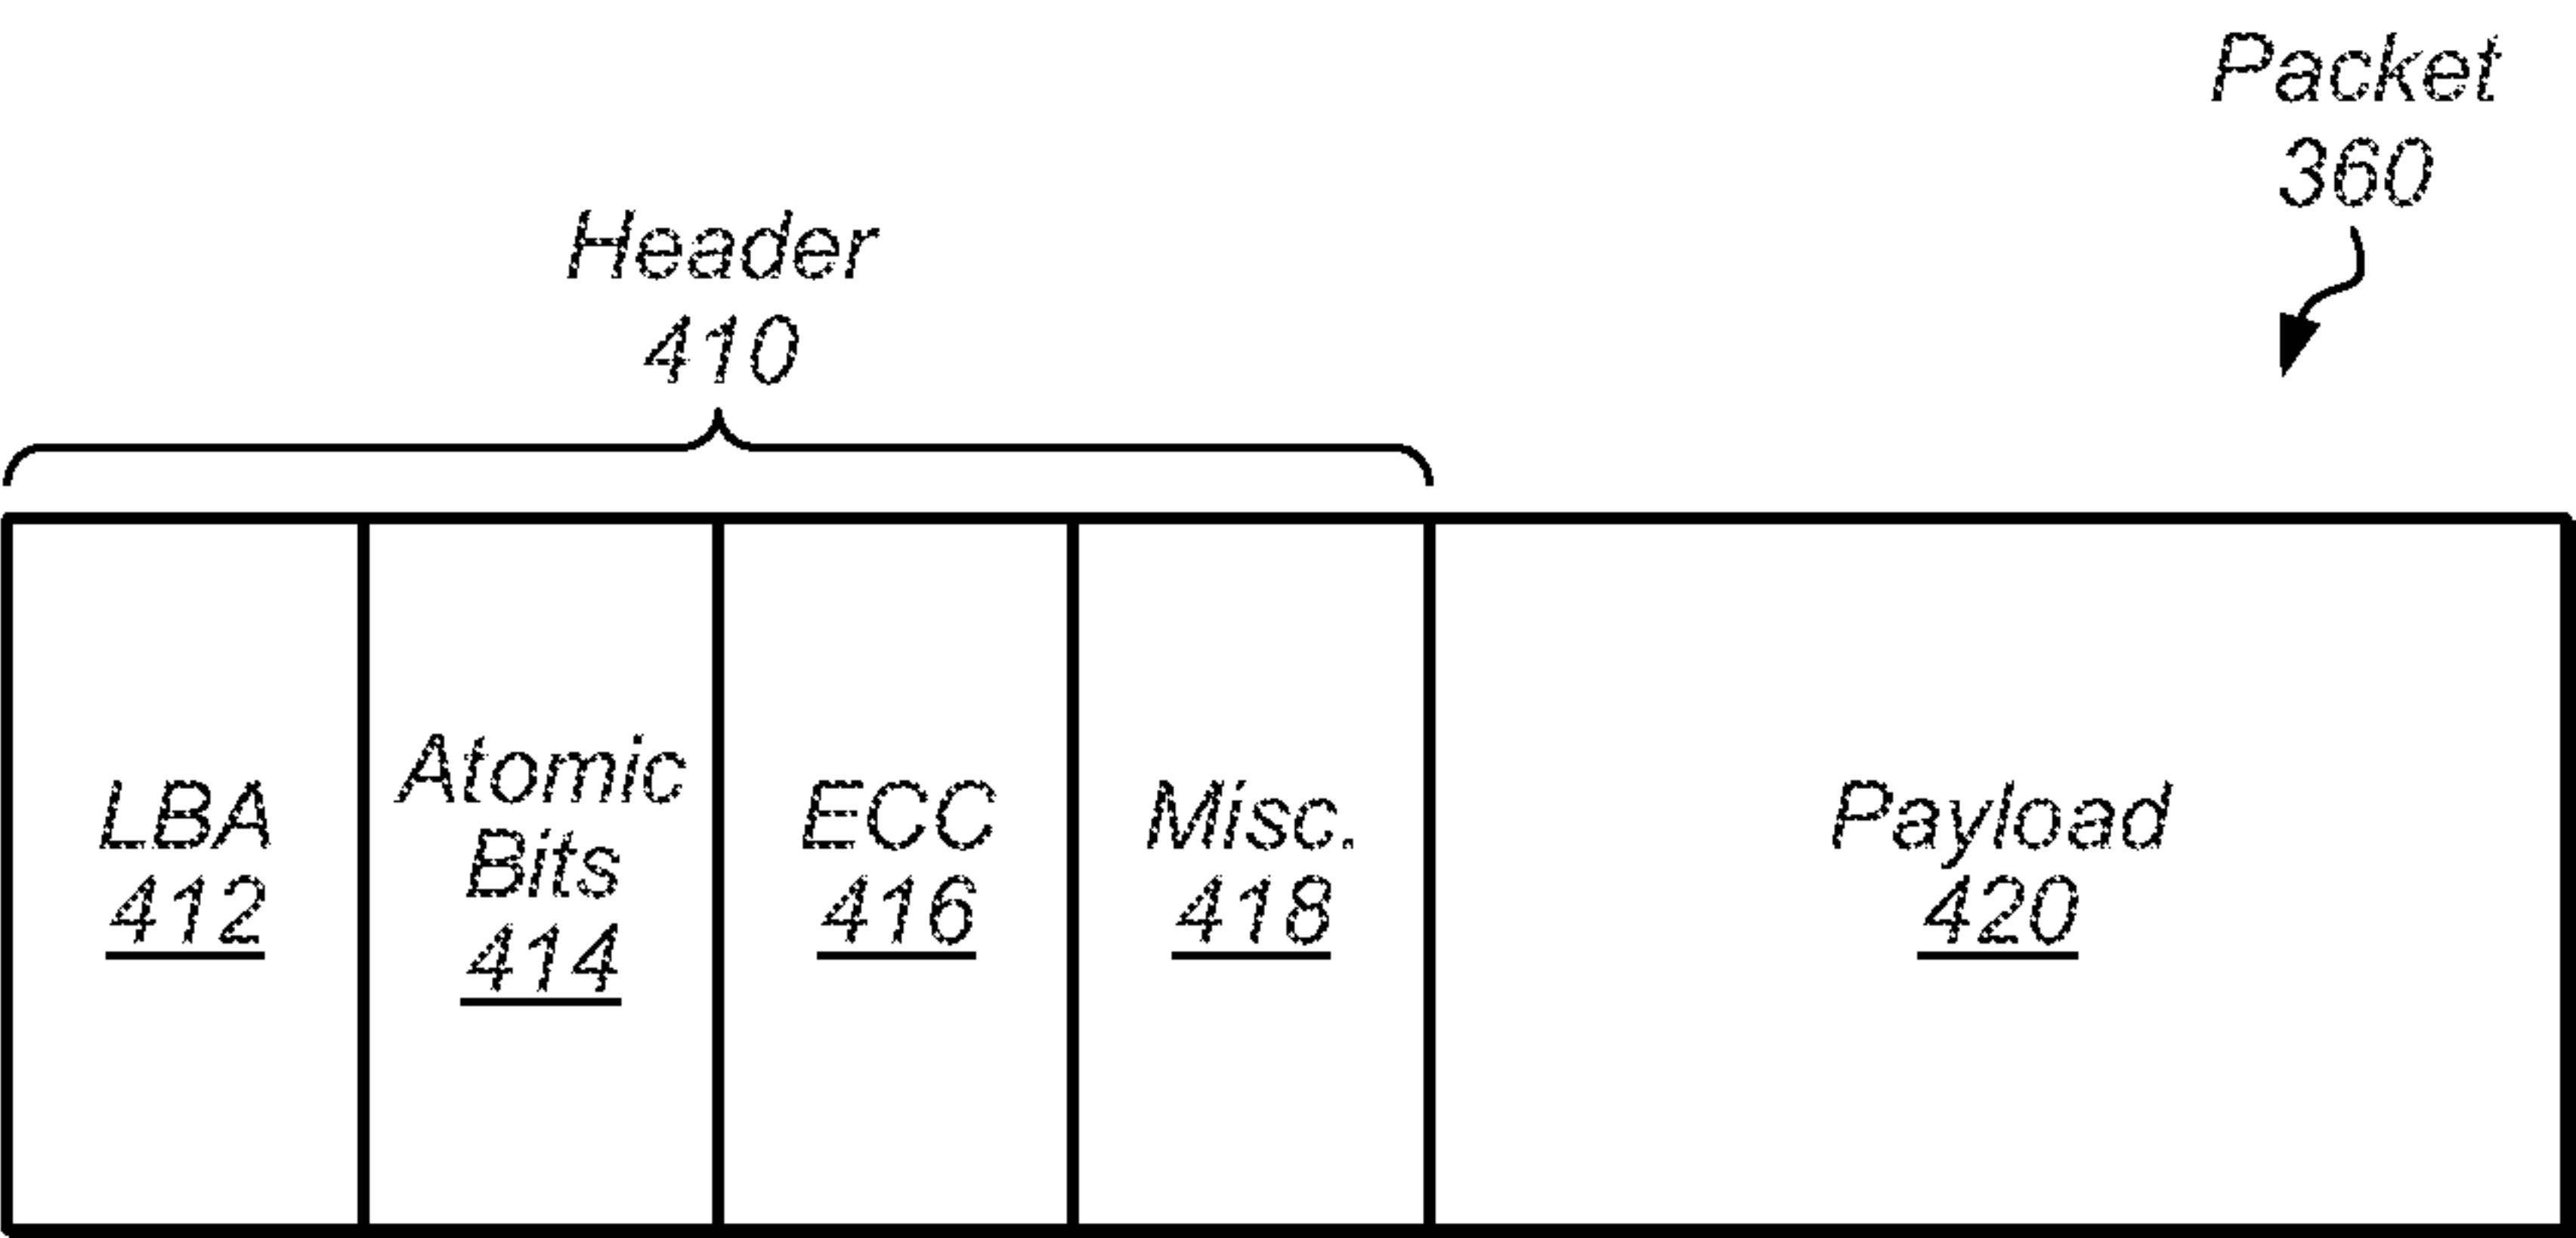 Packet
360
Header
410
LBA
412
Atomic
Bits
414
ECC
416
Misc.
418
Payload
420